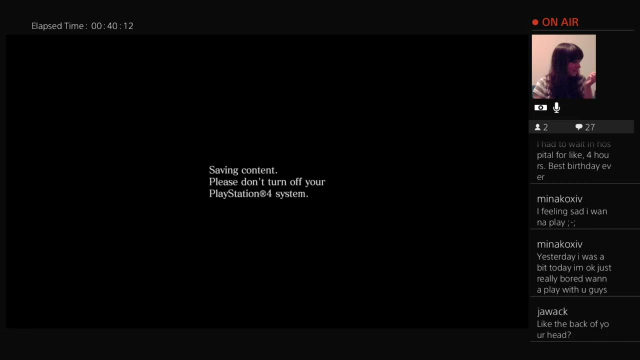 Elapsed Time : 00:40:12
ON AIR
Saving content.
Please don't turn off your
PlayStation®4 system.
2 27
I had to wait in hos
pital for like, 4 hou
rs. Best birthday ev
er
minakoxiv
I feeling sad i wan
na play ;-;
minakoxiv
Yesterday i was a
bit today im ok just
really bored wann
a play with u guys
jawack
Like the back of yo
ur head?